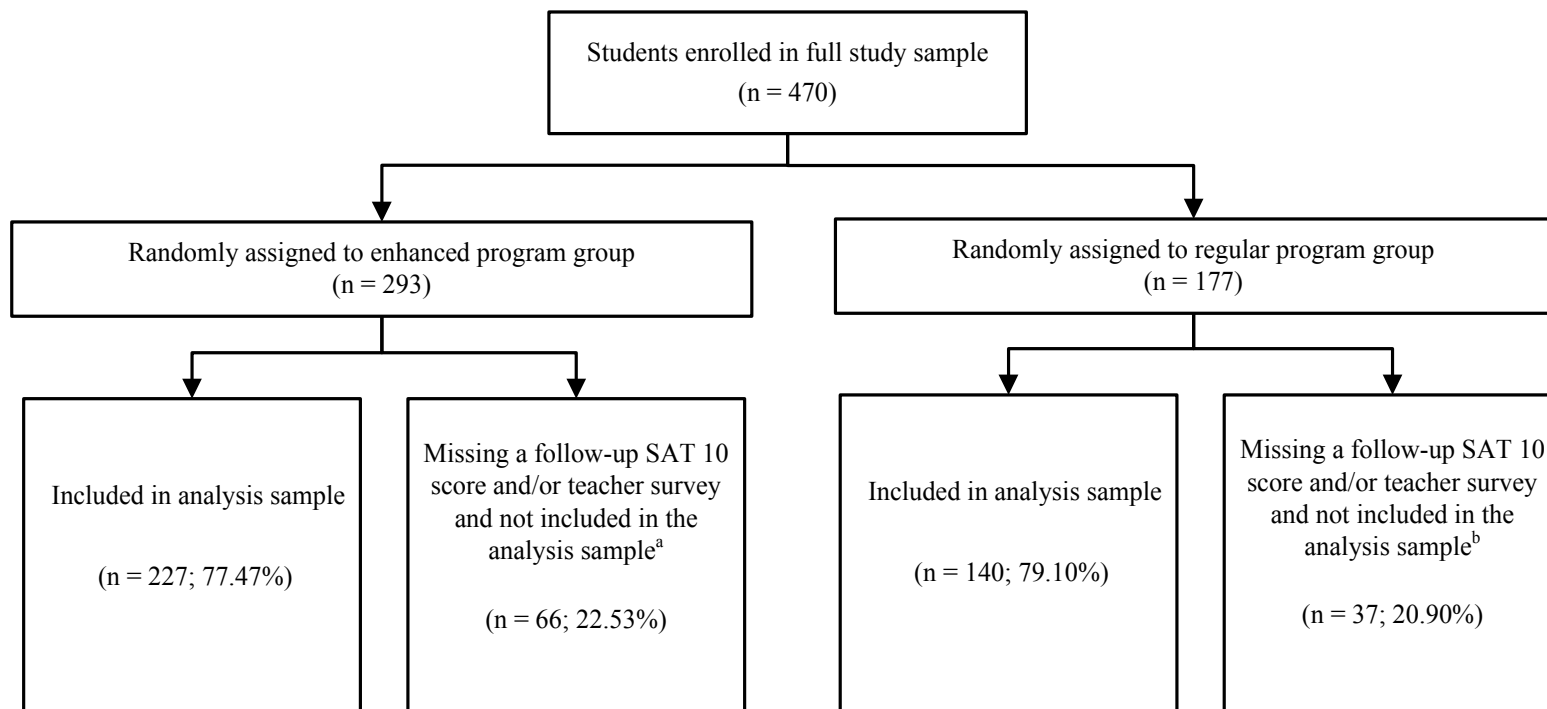 Students enrolled in full study sample
(n = 470)
Randomly assigned to enhanced program group
(n = 293)
Randomly assigned to regular program group
(n = 177)
Included in analysis sample
(n = 227; 77.47%)
Missing a follow-up SAT 10
score and/or teacher survey
and not included in the
analysis sampleᵃ
(n = 66; 22.53%)
Included in analysis sample
(n = 140; 79.10%)
Missing a follow-up SAT 10
score and/or teacher survey
and not included in the
analysis sampleᵇ
(n = 37; 20.90%)